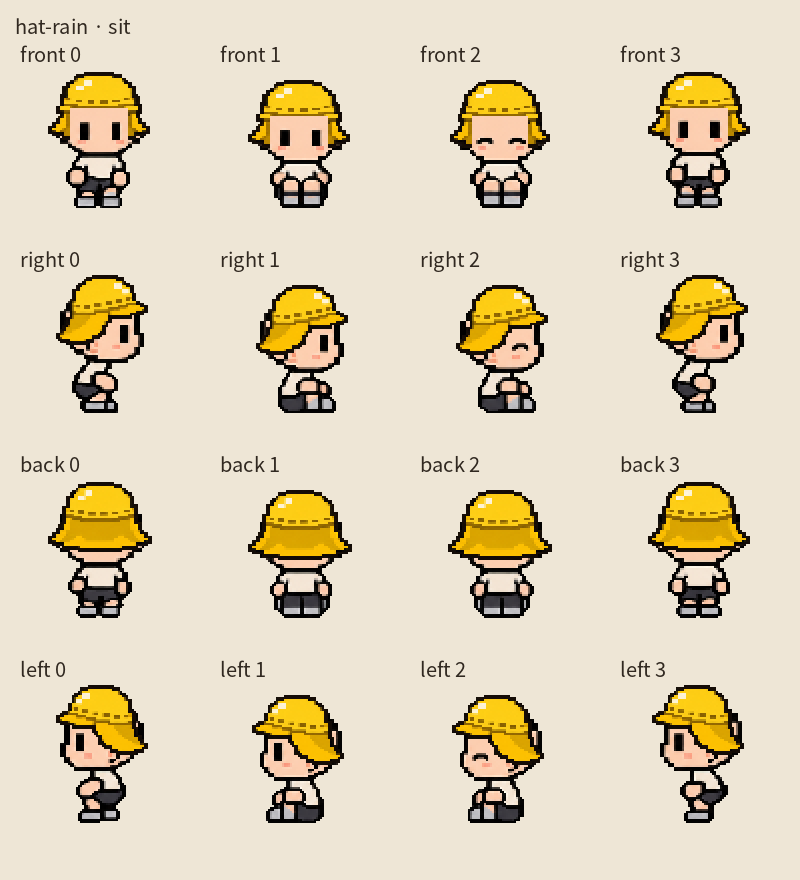 hat-rain · sit
front 0 front 1 front 2 front 3
right 0 right 1 right 2 right 3
back 0 back 1 back 2 back 3
left 0 left 1 left 2 left 3